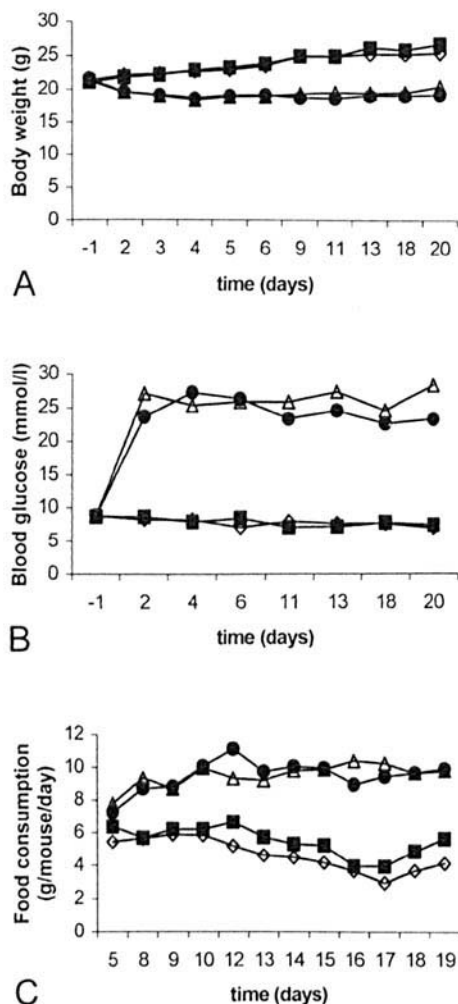 Body weight (g)
30
25
20
15
10
5
0
-1 2 3 4 5 6 9 11 13 18 20
time (days)
A
Blood glucose (mmol/l)
30
25
20
15
10
5
0
-1 2 4 6 11 13 18 20
time (days)
B
Food consumption
(g/mouse/day)
12
10
8
6
4
2
0
5 8 9 10 12 13 14 15 16 17 18 19
time (days)
C